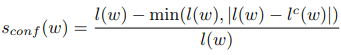 s_{conf}(w) = \frac{l(w) - \min(l(w), |l(w) - l^c(w)|)}{l(w)}